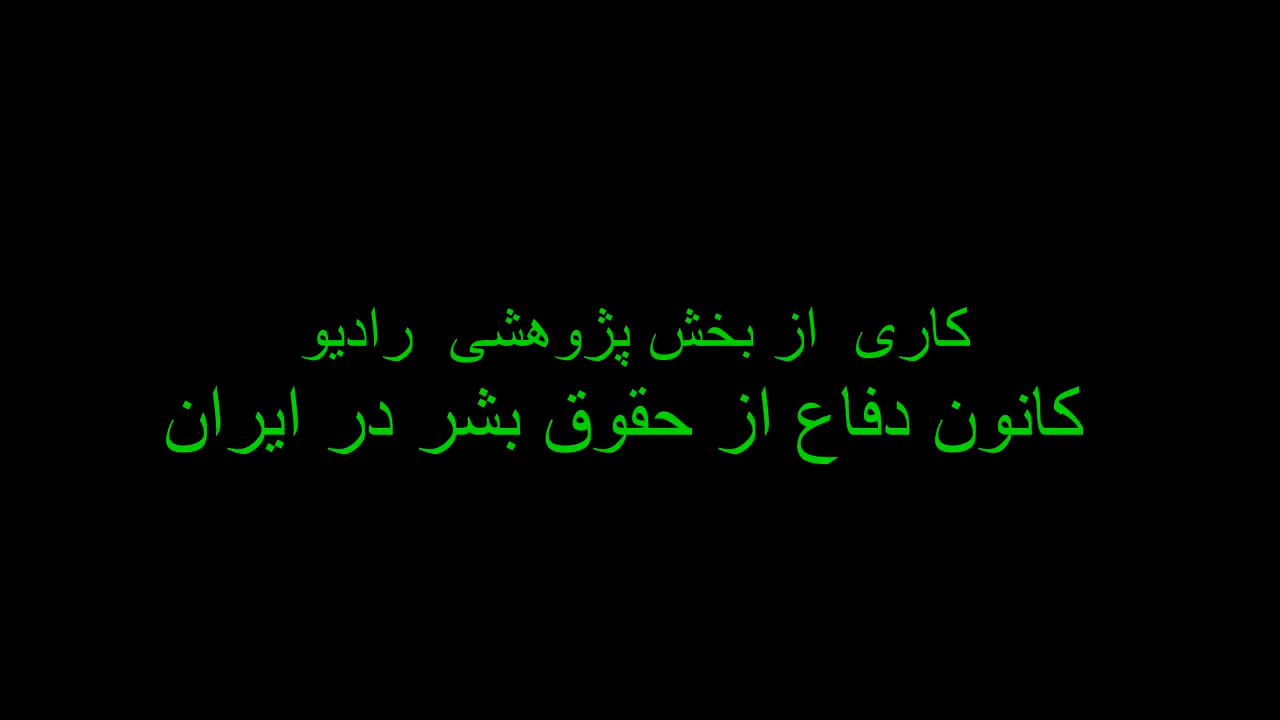 کاری از بخش پژوهشی رادیو
کانون دفاع از حقوق بشر در ایران